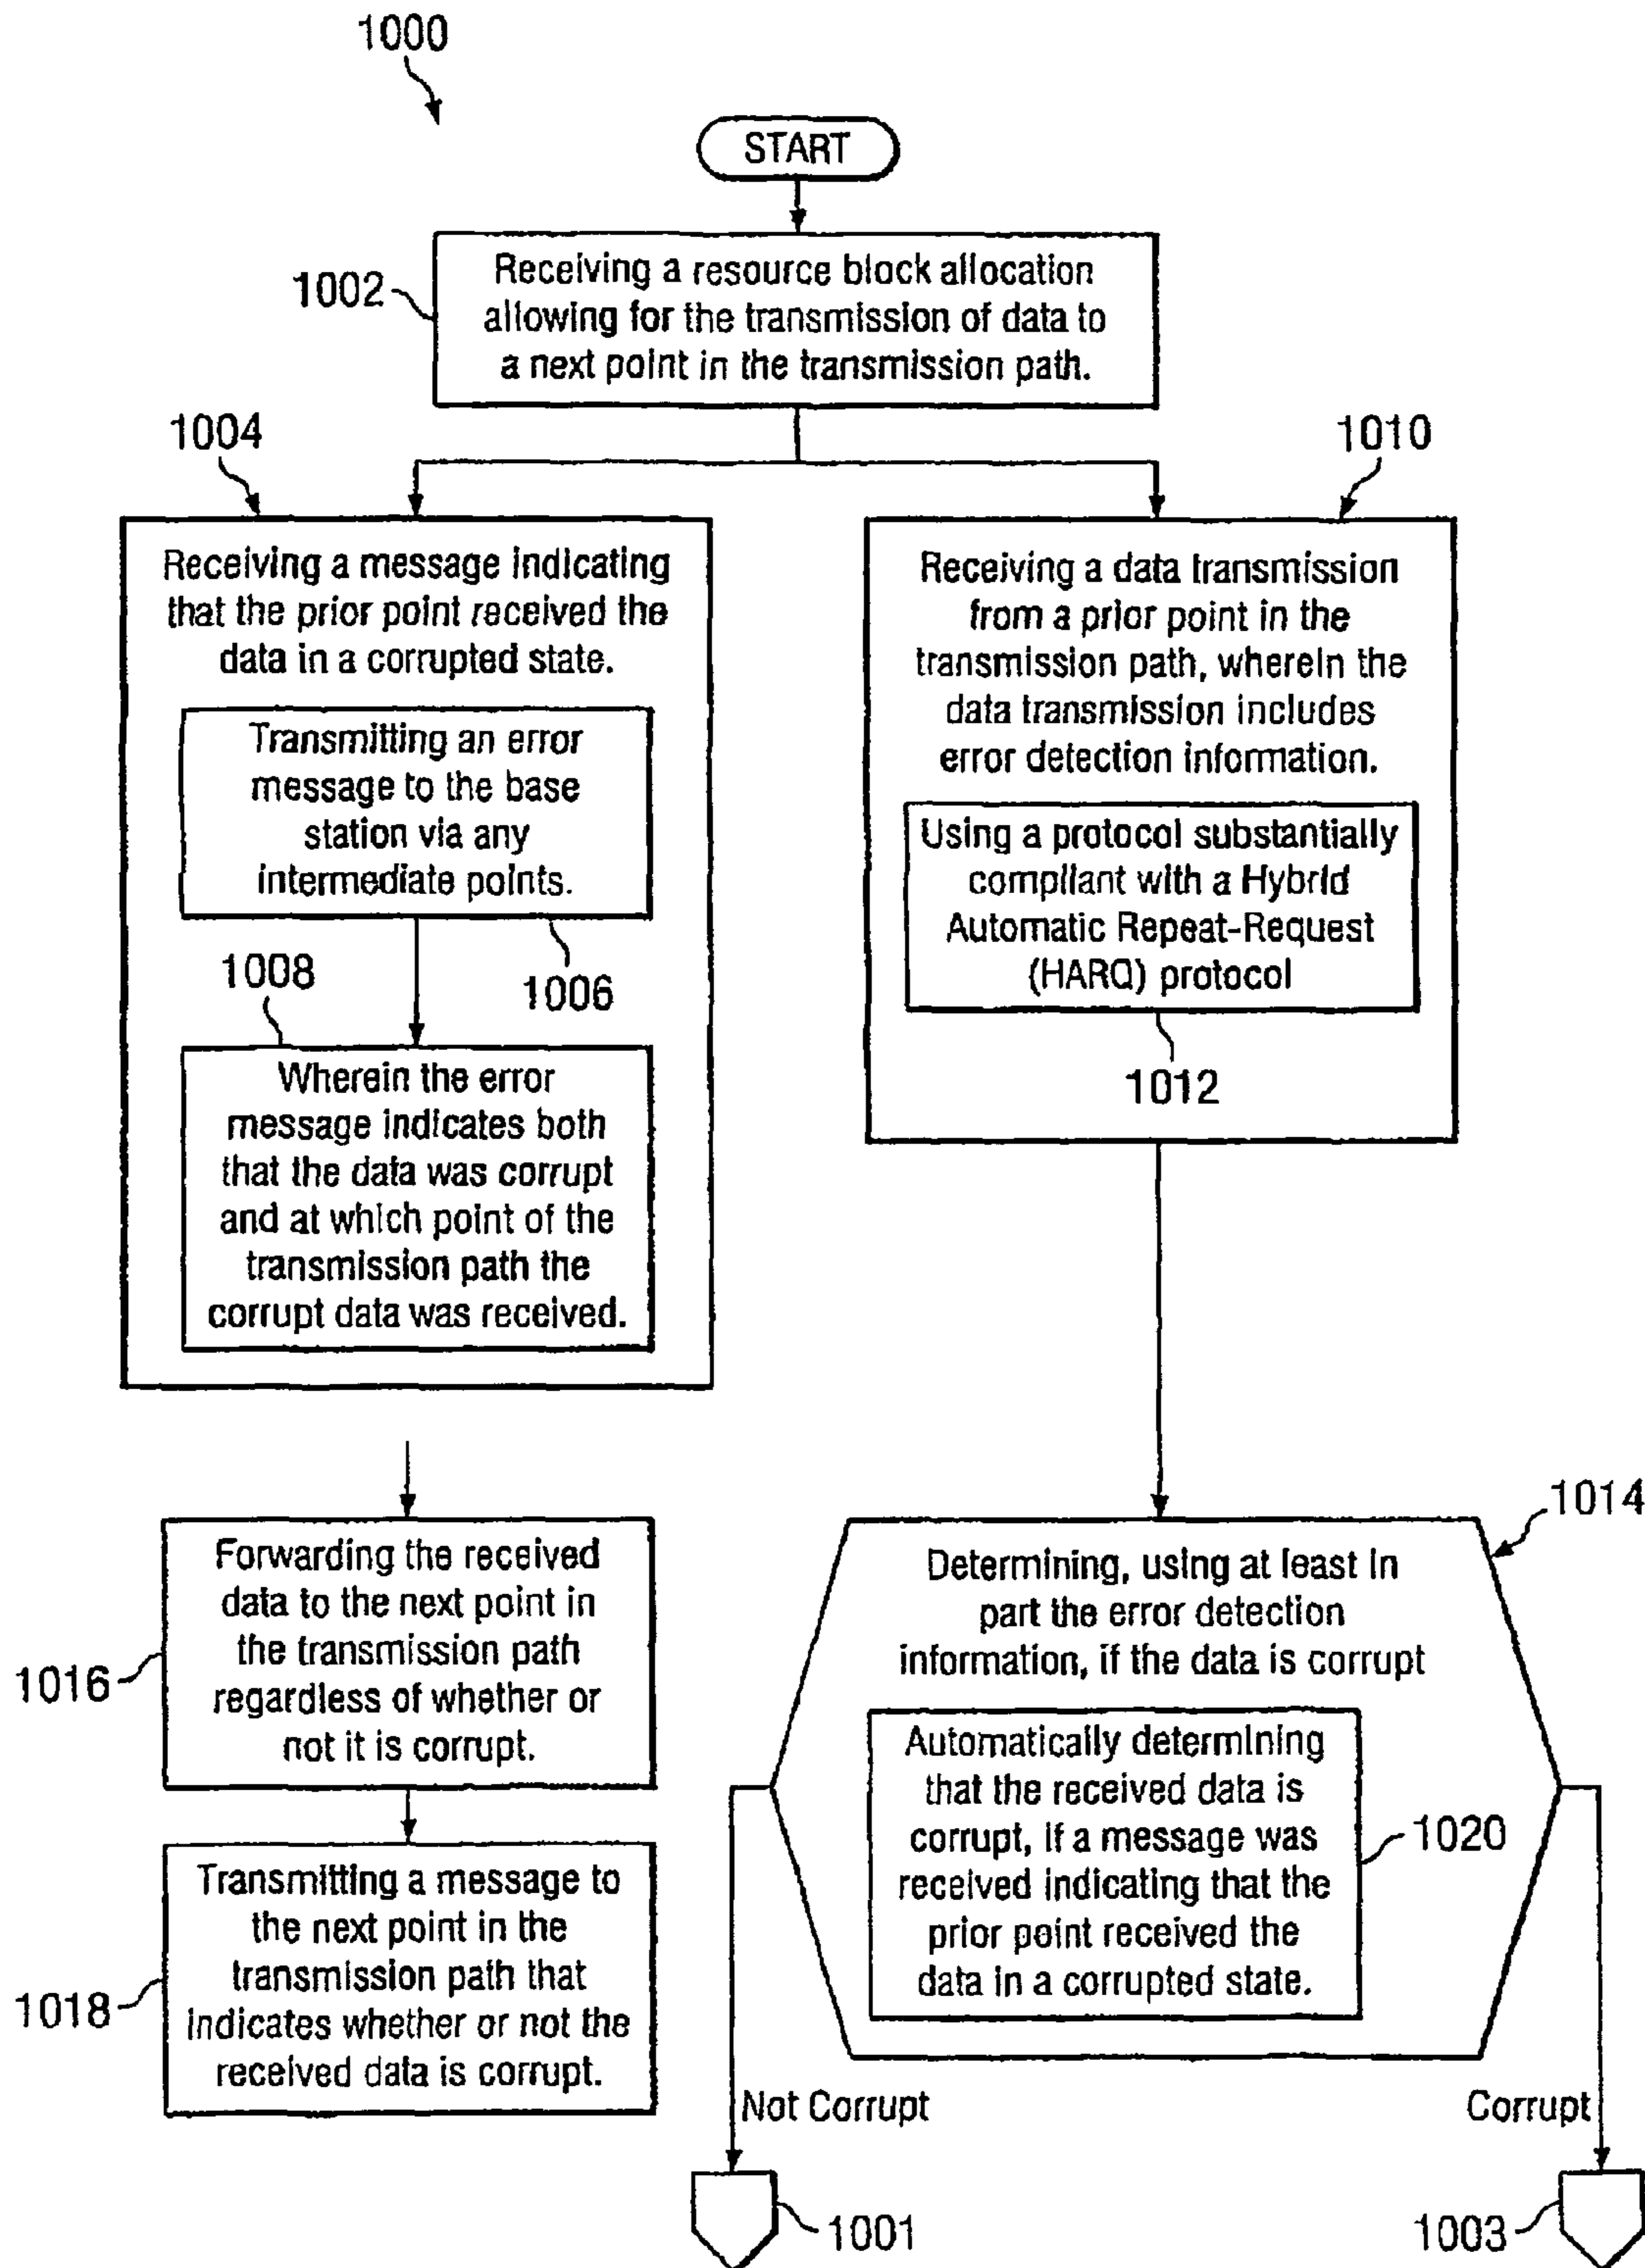 1000
START
1002
Receiving a resource block allocation
allowing for the transmission of data to
a next point in the transmission path.
1004
Receiving a message indicating
that the prior point received the
data in a corrupted state.
Transmitting an error
message to the base
station via any
intermediate points.
1006
1008
Wherein the error
message indicates both
that the data was corrupt
and at which point of the
transmission path the
corrupt data was received.
1010
Receiving a data transmission
from a prior point in the
transmission path, wherein the
data transmission includes
error detection information.
Using a protocol substantially
compliant with a Hybrid
Automatic Repeat-Request
(HARQ) protocol
1012
1016
Forwarding the received
data to the next point in
the transmission path
regardless of whether or
not it is corrupt.
1018
Transmitting a message to
the next point in the
transmission path that
indicates whether or not the
received data is corrupt.
1014
Determining, using at least in
part the error detection
information, if the data is corrupt
Automatically determining
that the received data is
corrupt, if a message was
received indicating that the
prior point received the
data in a corrupted state.
1020
Not Corrupt
Corrupt
1001
1003